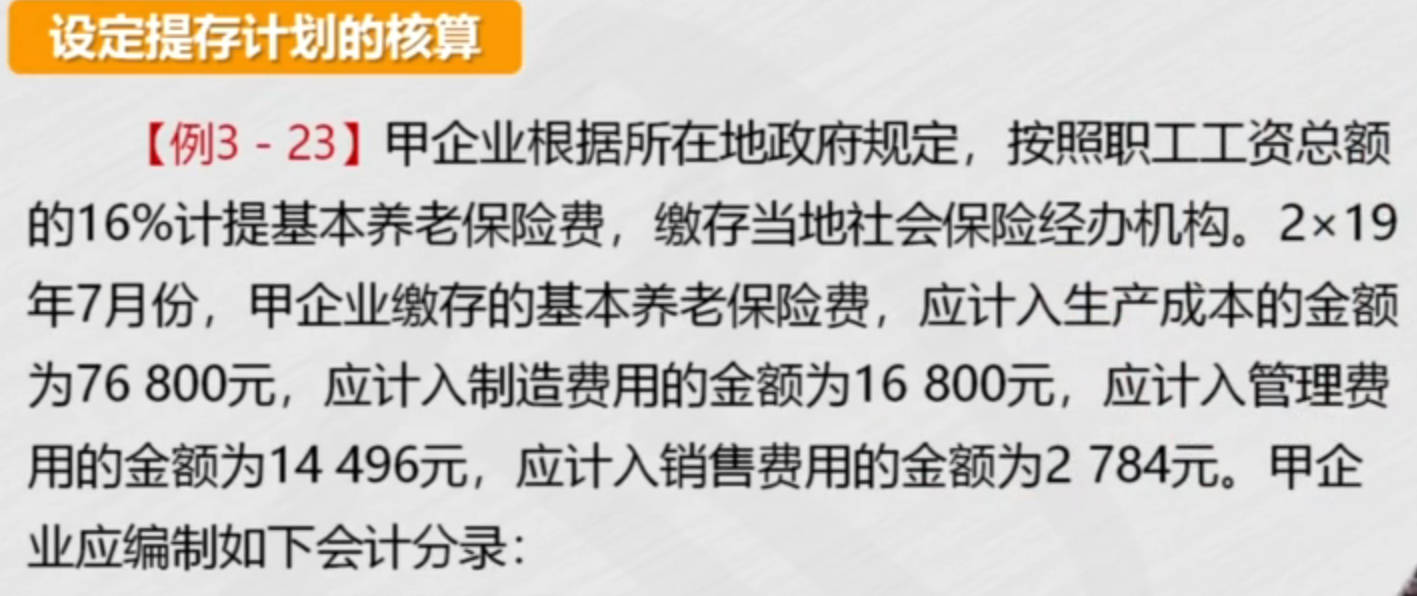 设定提存计划的核算
【例3－23】甲企业根据所在地政府规定，按照职工工资总额
的16%计提基本养老保险费，缴存当地社会保险经办机构。2×19
年7月份，甲企业缴存的基本养老保险费，应计入生产成本的金额
为76 800元，应计入制造费用的金额为16 800元，应计入管理费
用的金额为14 496元，应计入销售费用的金额为2 784元。甲企
业应编制如下会计分录：